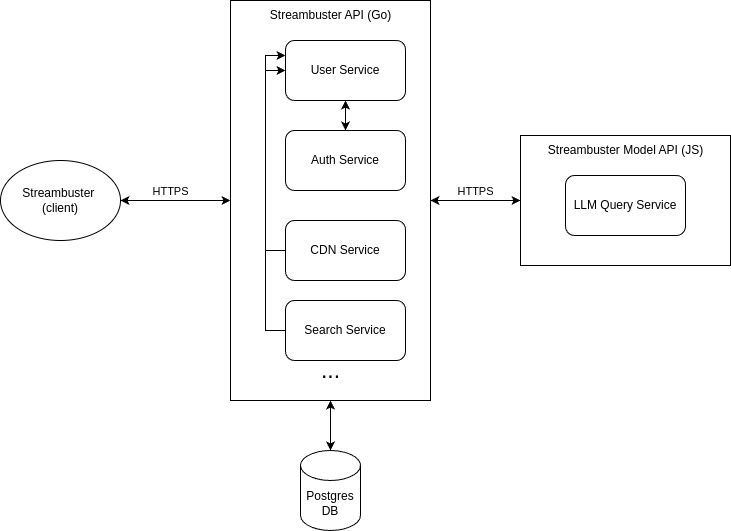 Streambuster API (Go)
User Service
Auth Service
CDN Service
Search Service
...
Streambuster
(client)
HTTPS
HTTPS
Streambuster Model API (JS)
LLM Query Service
Postgres
DB